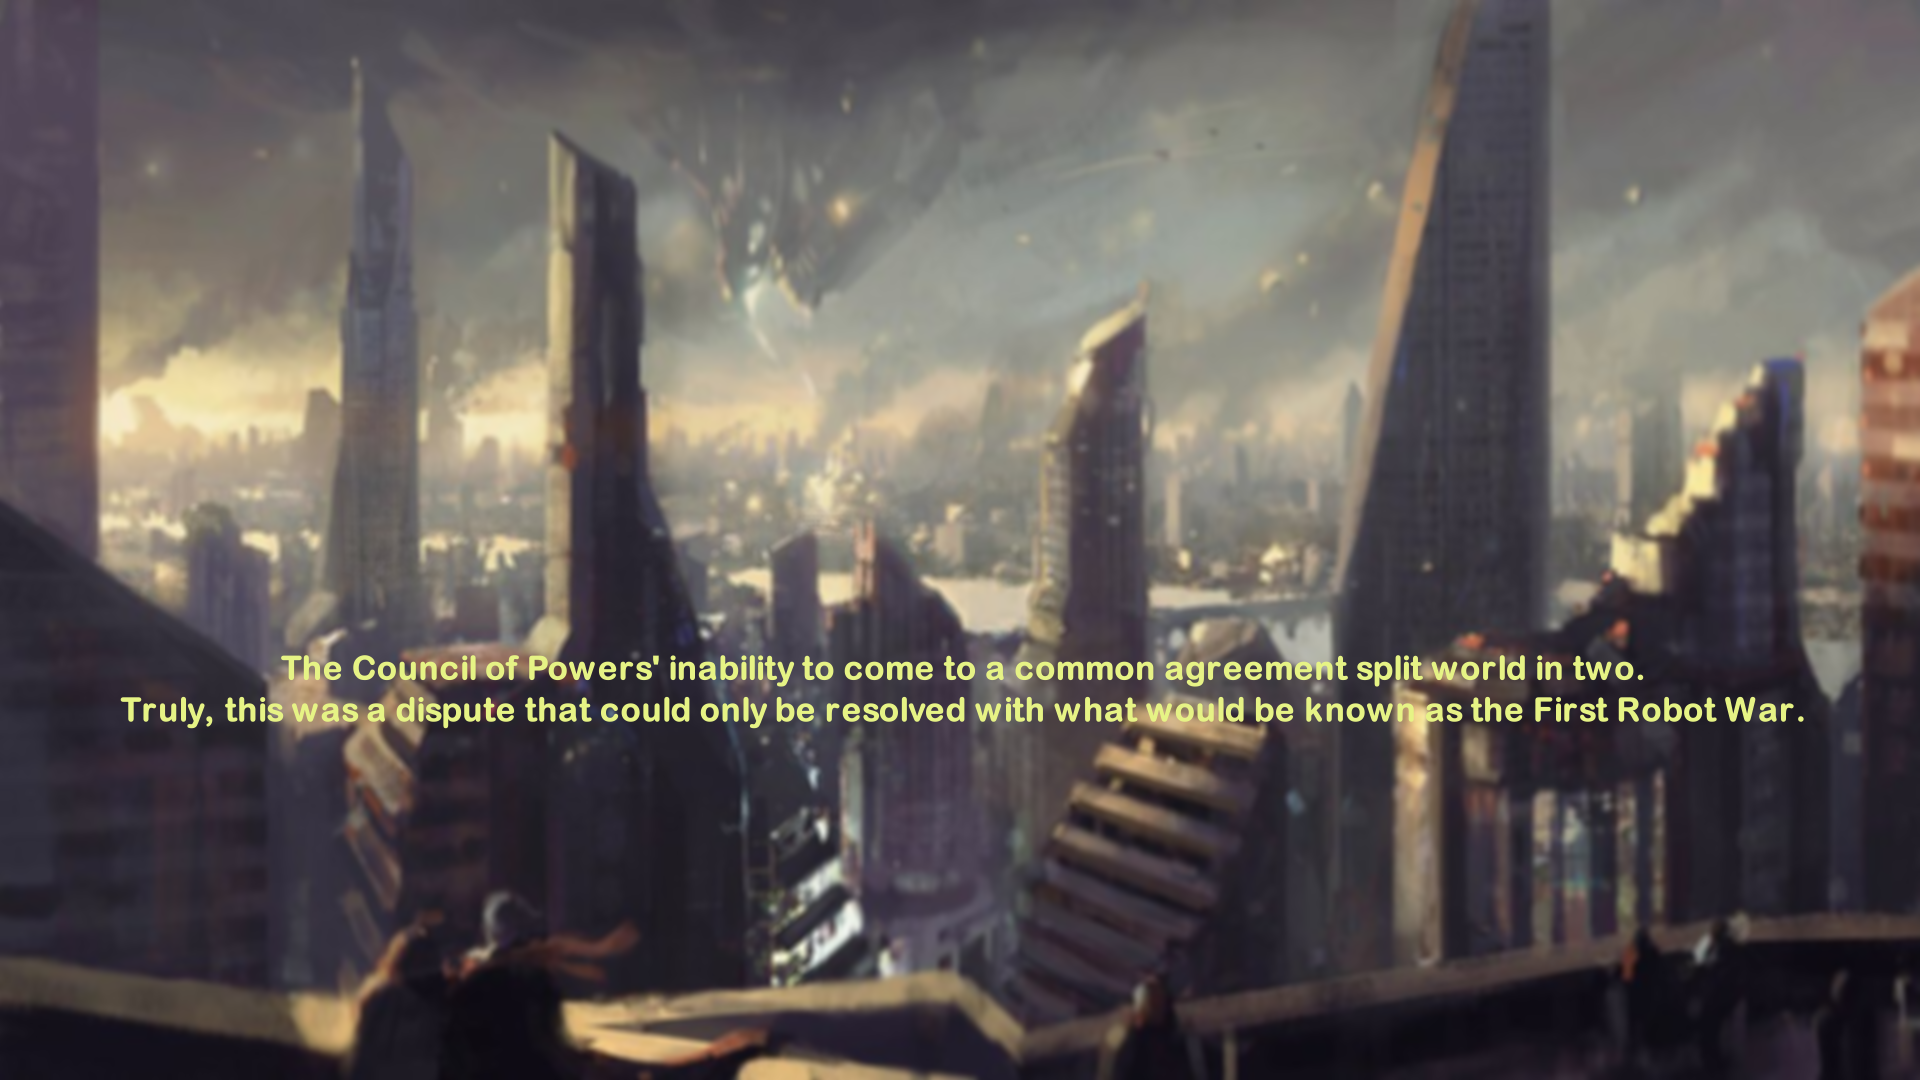 The Council of Powers' inability to come to a common agreement split world in two.
Truly, this was a dispute that could only be resolved with what would be known as the First Robot War.